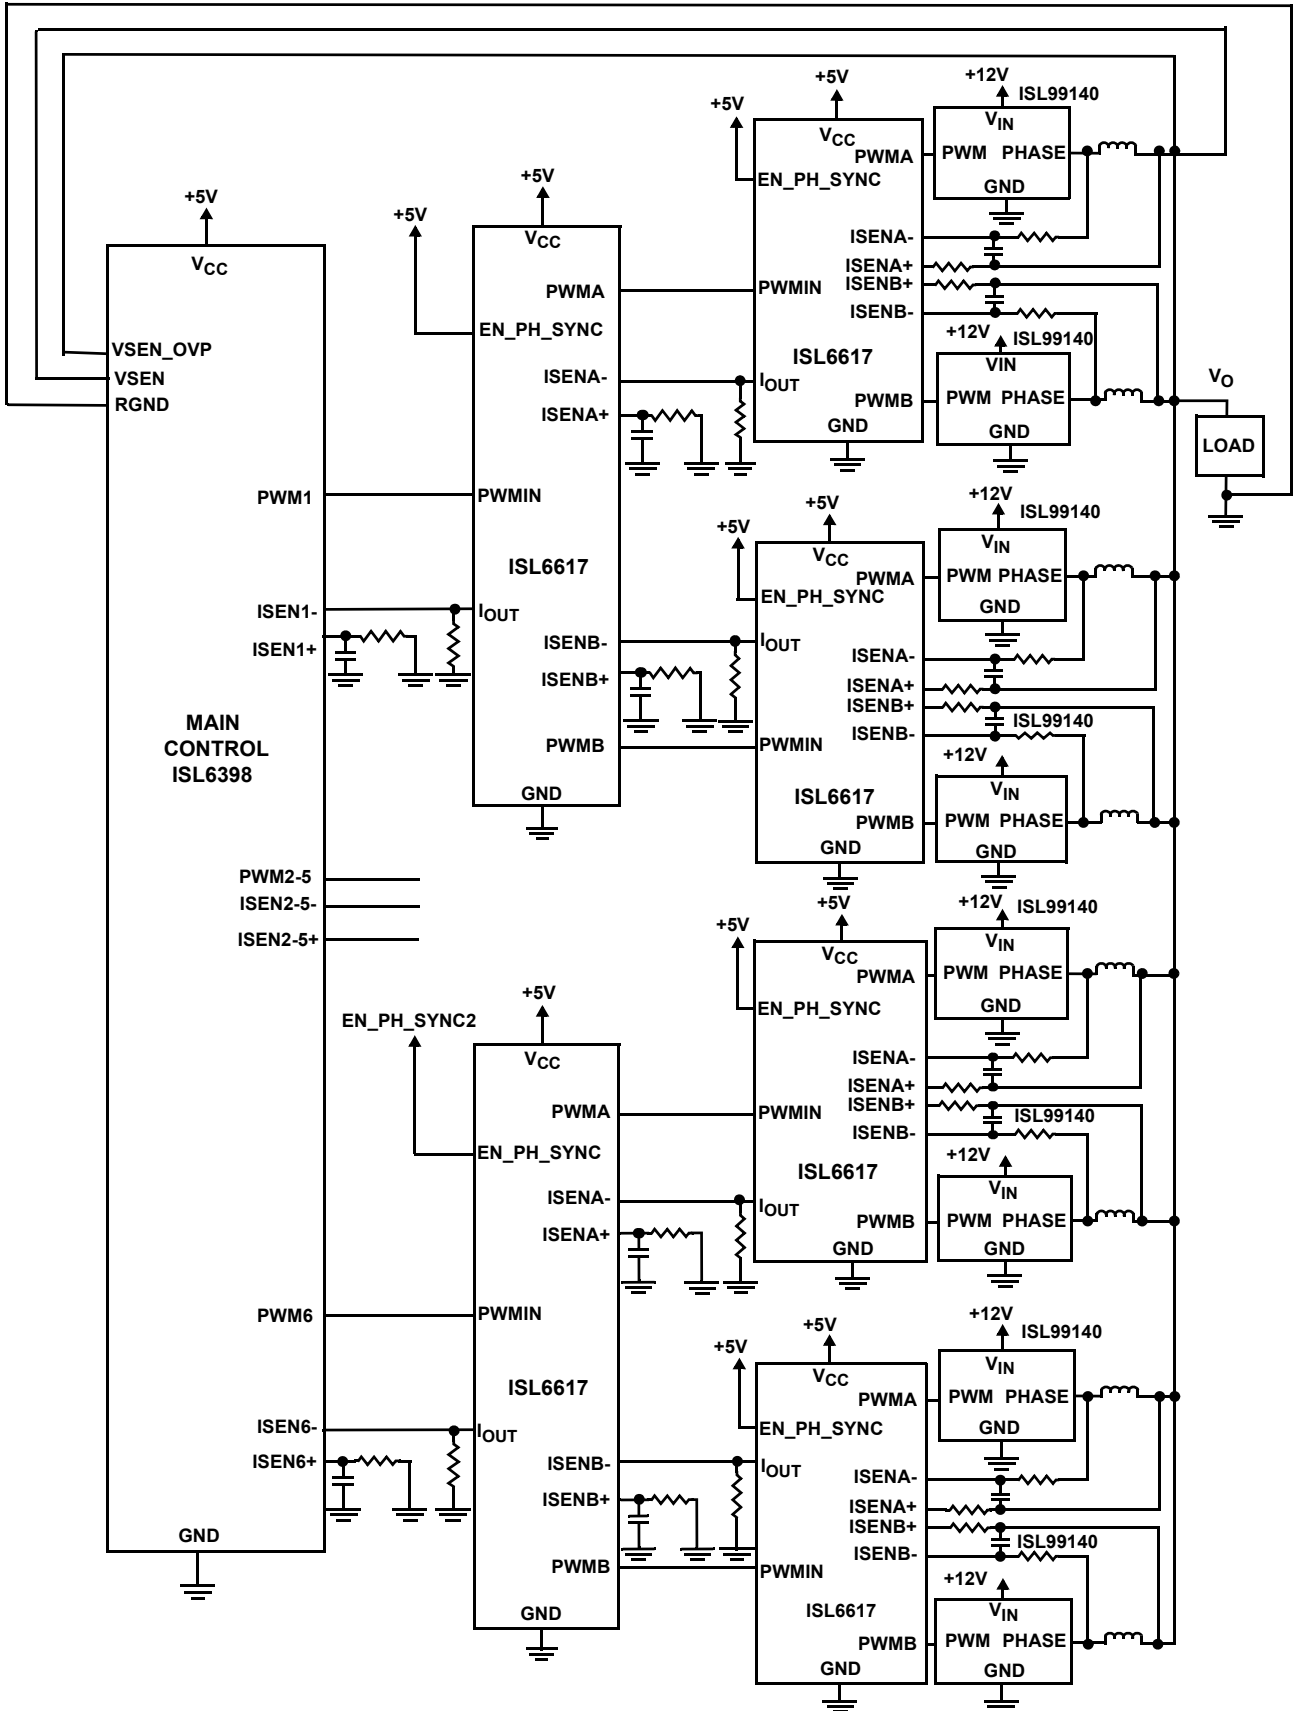 +5V
VCC
VSEN_OVP
VSEN
RGND
PWM1
ISEN1-
ISEN1+
MAIN
CONTROL
ISL6398
PWM2-5
ISEN2-5-
ISEN2-5+
PWM6
ISEN6-
ISEN6+
GND
+5V
+5V
VCC
PWMA
EN_PH_SYNC
ISENA-
ISENA+
PWMIN
ISL6617
IOUT
ISENB-
ISENB+
PWMB
GND
EN_PH_SYNC2
+5V
VCC
PWMA
EN_PH_SYNC
ISENA-
ISENA+
PWMIN
ISL6617
IOUT
ISENB-
ISENB+
PWMB
GND
+5V
+5V
VCC
PWMA
EN_PH_SYNC
ISENA-
ISENA+
PWMIN
ISENB+
ISENB-
ISL6617
IOUT
PWMB
GND
+12V
ISL99140
VIN
PWM PHASE
GND
+12V
ISL99140
VIN
PWM PHASE
GND
VO
LOAD
+5V
+5V
VCC
PWMA
EN_PH_SYNC
IOUT
ISENA-
ISENA+
ISENB+
ISENB-
PWMIN
ISL6617
PWMB
GND
+12V
ISL99140
VIN
PWM PHASE
GND
ISL99140
+12V
VIN
PWM PHASE
GND
+5V
+5V
VCC
PWMA
EN_PH_SYNC
ISENA-
ISENA+
ISENB+
PWMIN
ISENB-
ISL6617
IOUT
PWMB
GND
+12V
ISL99140
VIN
PWM PHASE
GND
ISL99140
+12V
VIN
PWM PHASE
GND
+5V
+5V
VCC
PWMA
EN_PH_SYNC
IOUT
ISENA-
ISENA+
ISENB+
ISENB-
PWMIN
ISL6617
PWMB
GND
+12V
ISL99140
VIN
PWM PHASE
GND
ISL99140
+12V
VIN
PWM PHASE
GND